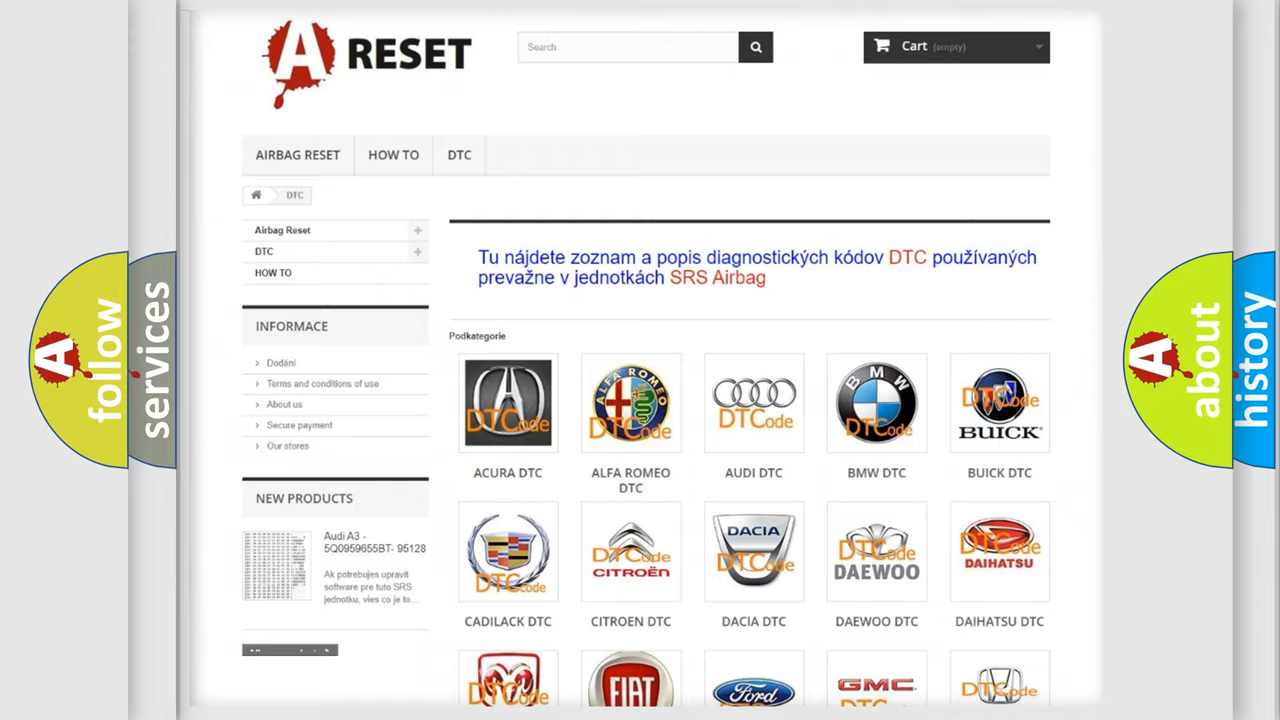 A RESET
Search
Cart (empty)
AIRBAG RESET
HOW TO
DTC
DTC
Airbag Reset
DTC
HOW TO
INFORMACE
Dodání
Terms and conditions of use
About us
Secure payment
Our stores
NEW PRODUCTS
Audi A3 -
5Q0959655BT- 95128
Ak potrebujes upravit
software pre tuto SRS
jednotku, vies co je to...
Tu nájdete zoznam a popis diagnostických kódov DTC používaných
prevažne v jednotkách SRS Airbag
Podkategorie
DTCode
ALFA ROMEO
DTCode
DTCode
BMW
DTCode
DTCode
BUICK
ACURA DTC
ALFA ROMEO
DTC
AUDI DTC
BMW DTC
BUICK DTC
DTCode
DTCode
CITROËN
DACIA
DTCode
DTCode
DAEWOO
DTCode
DAIHATSU
CADILACK DTC
CITROEN DTC
DACIA DTC
DAEWOO DTC
DAIHATSU DTC
DTCode
FIAT
Ford
GMC
DTCode
A follow
services
A about
history